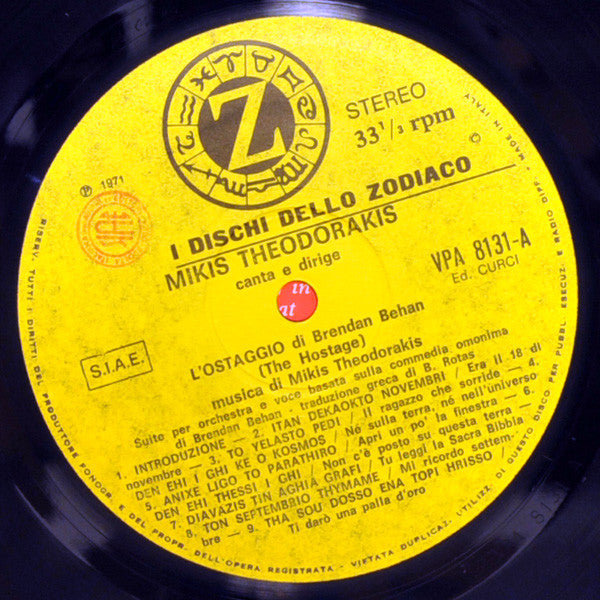 Z
STEREO
33 1/3 rpm
℗ 1971
I DISCHI DELLO ZODIACO
MIKIS THEODORAKIS
canta e dirige
VPA 8131-A
Ed. CURCI
in
at
S.I.A.E.
L'OSTAGGIO di Brendan Behan
(The Hostage)
musica di Mikis Theodorakis
Suite per orchestra e voce basata sulla commedia omonima
di Brendan Behan - traduzione greca di B. Rotas
1. INTRODUZIONE - 2. ITAN DEKAOKTO NOVEMBRI / Era il 18 di
novembre - 3. TO YELASTO PEDI / Il ragazzo che sorride - 4.
DEN EHI I GHI KE O KOSMOS / Né sulla terra, né nell'universo
5. ANIXE LIGO TO PARATHIRO / Apri un po' la finestra - 6.
DEN EHI THESSI I GHI / Non c'è posto su questa terra
7. DIAVAZIS TIN AGHIA GRAFI / Tu leggi la Sacra Bibbia
8. TON SEPTEMBRIO THYMAME / Mi ricordo settem-
bre - 9. THA SOU DOSSO ENA TOPI HRISSO /
Ti darò una palla d'oro
RISERV. TUTTI I DIRITTI DEL PRODUTTORE FONOGR. E DEL PROPR. DELL'OPERA REGISTRATA - VIETATA DUPLICAZ. UTILIZZ. DI QUESTO DISCO PER PUBBL. ESECUZ. E RADIO DIFF. - MADE IN ITALY
©